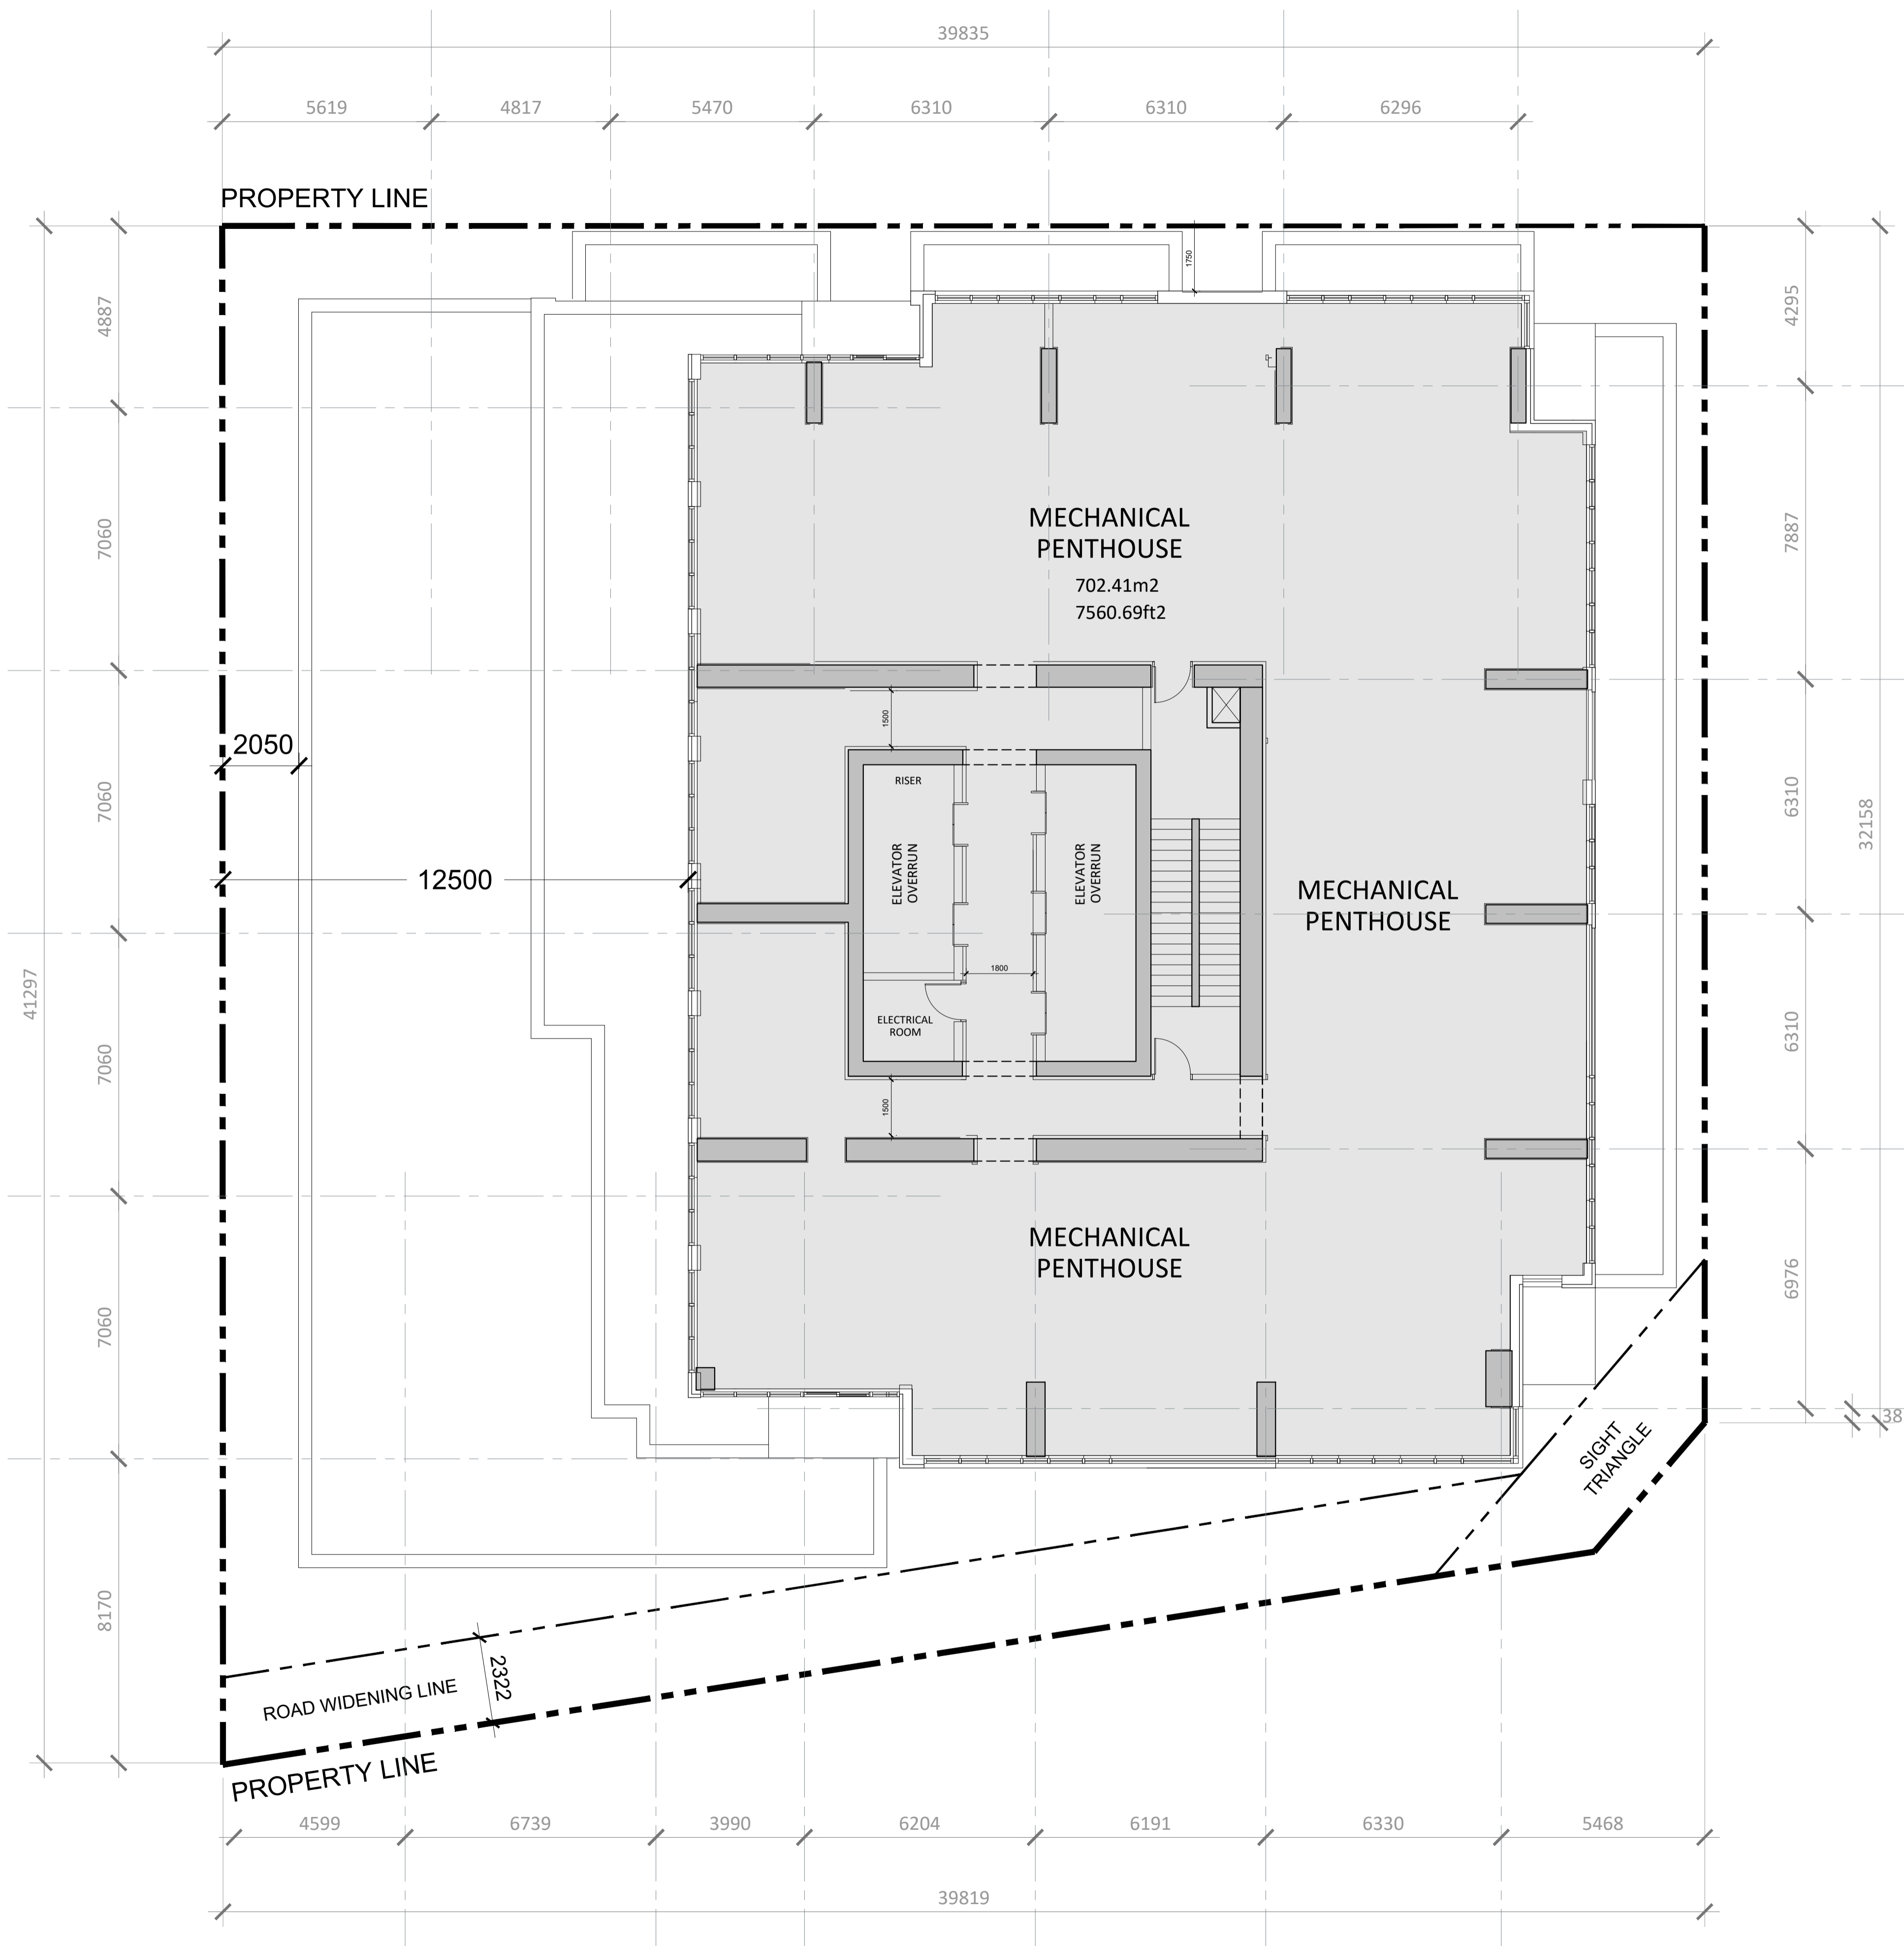 39835
5619
4817
5470
6310
6310
6296
PROPERTY LINE
1750
4887
4295
7060
7887
MECHANICAL
PENTHOUSE
702.41m2
7560.69ft2
1500
2050
RISER
7060
6310
32158
12500
ELEVATOR
OVERRUN
ELEVATOR
OVERRUN
MECHANICAL
PENTHOUSE
41297
1800
7060
6310
ELECTRICAL
ROOM
1500
MECHANICAL
PENTHOUSE
7060
6976
38
SIGHT
TRIANGLE
8170
2322
ROAD WIDENING LINE
PROPERTY LINE
4599
6739
3990
6204
6191
6330
5468
39819